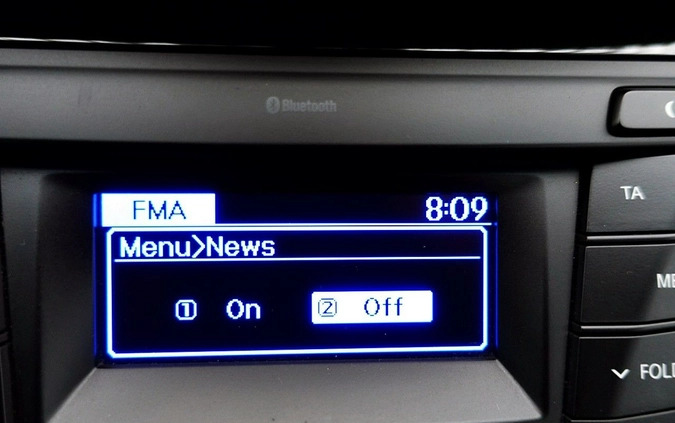 Bluetooth
FMA 8:09
TA
Menu>News
① On ② Off